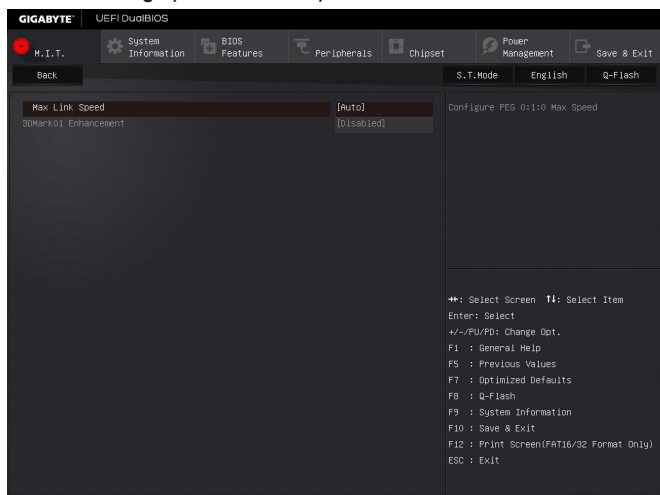 GIGABYTE™ UEFI DualBIOS
M.I.T.
System Information
BIOS Features
Peripherals
Chipset
Power Management
Save & Exit
Back
S.T.Mode English Q-Flash
Max Link Speed [Auto]
3DMark01 Enhancement [Disabled]
Configure PEG 0:1:0 Max Speed
→←: Select Screen ↑↓: Select Item
Enter: Select
+/-/PU/PD: Change Opt.
F1 : General Help
F5 : Previous Values
F7 : Optimized Defaults
F8 : Q-Flash
F9 : System Information
F10 : Save & Exit
F12 : Print Screen(FAT16/32 Format Only)
ESC : Exit